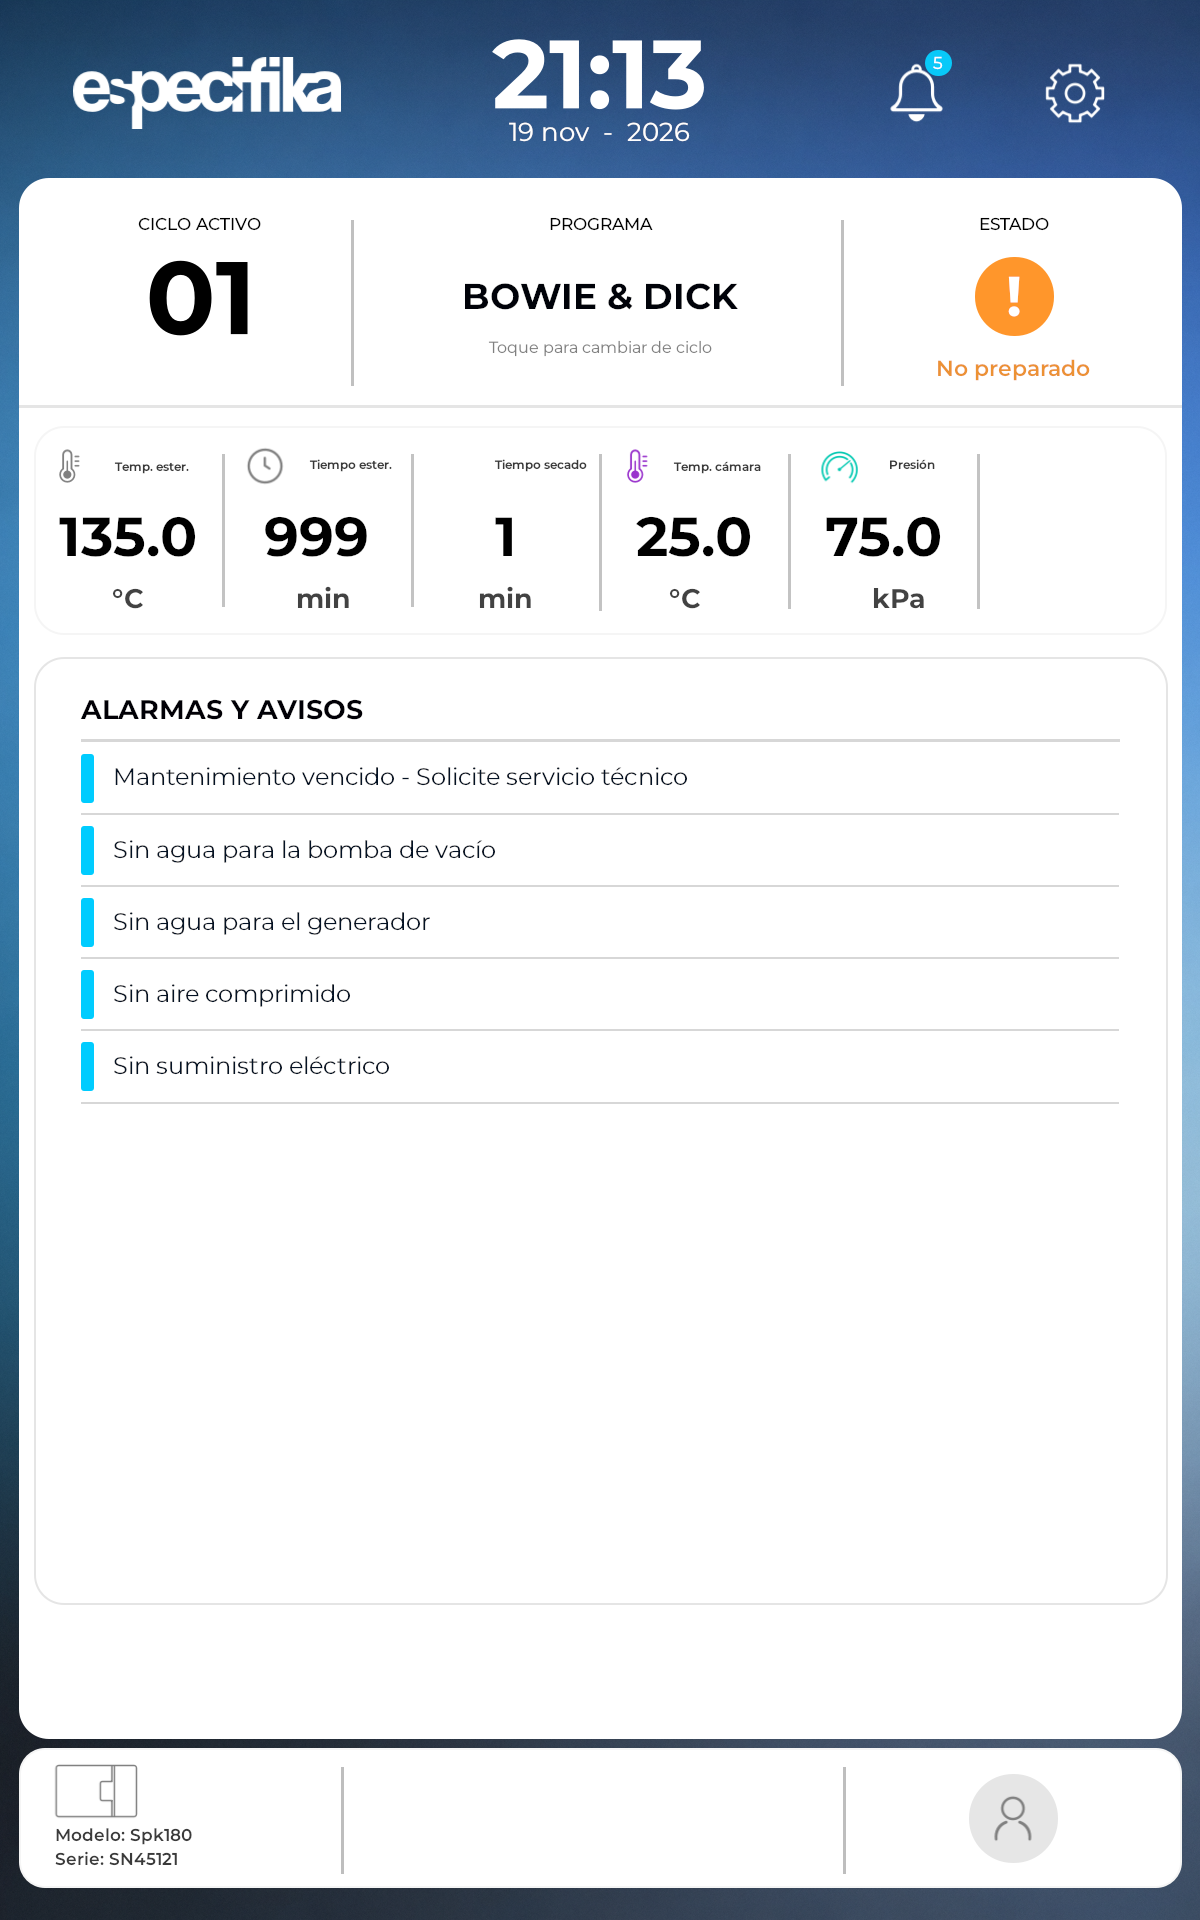 especifika
21:13
5
19 nov - 2026
CICLO ACTIVO
PROGRAMA
ESTADO
01
BOWIE & DICK
!
Toque para cambiar de ciclo
No preparado
Temp. ester.
Tiempo ester.
Tiempo secado
Temp. cámara
Presión
135.0
999
1
25.0
75.0
°C
min
min
°C
kPa
ALARMAS Y AVISOS
Mantenimiento vencido - Solicite servicio técnico
Sin agua para la bomba de vacío
Sin agua para el generador
Sin aire comprimido
Sin suministro eléctrico
Modelo: Spk180
Serie: SN45121